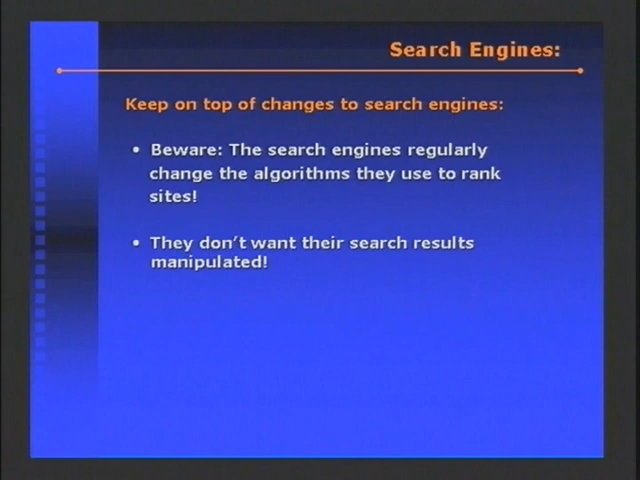 Search Engines:
Keep on top of changes to search engines:
• Beware: The search engines regularly
change the algorithms they use to rank
sites!
• They don't want their search results
manipulated!